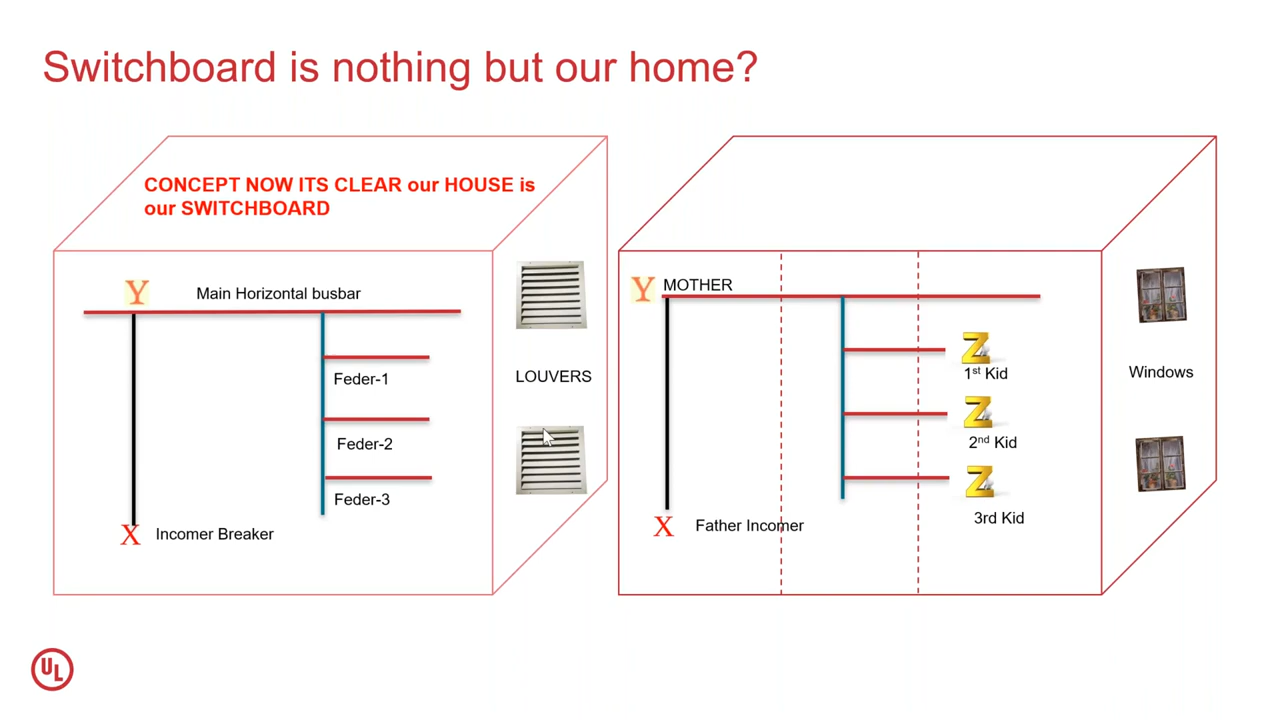 Switchboard is nothing but our home?
CONCEPT NOW ITS CLEAR our HOUSE is
our SWITCHBOARD
Y
Main Horizontal busbar
Feder-1
Feder-2
Feder-3
X
Incomer Breaker
LOUVERS
Y
MOTHER
Z
1st Kid
Z
2nd Kid
Z
3rd Kid
X
Father Incomer
Windows
UL